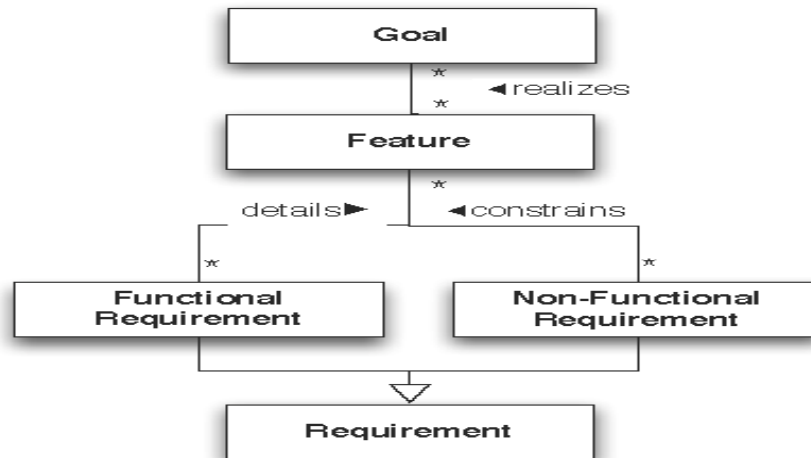 Goal
*
◄realizes
*
Feature
*
details►
◄constrains
*
*
Functional
Requirement
Non-Functional
Requirement
Requirement